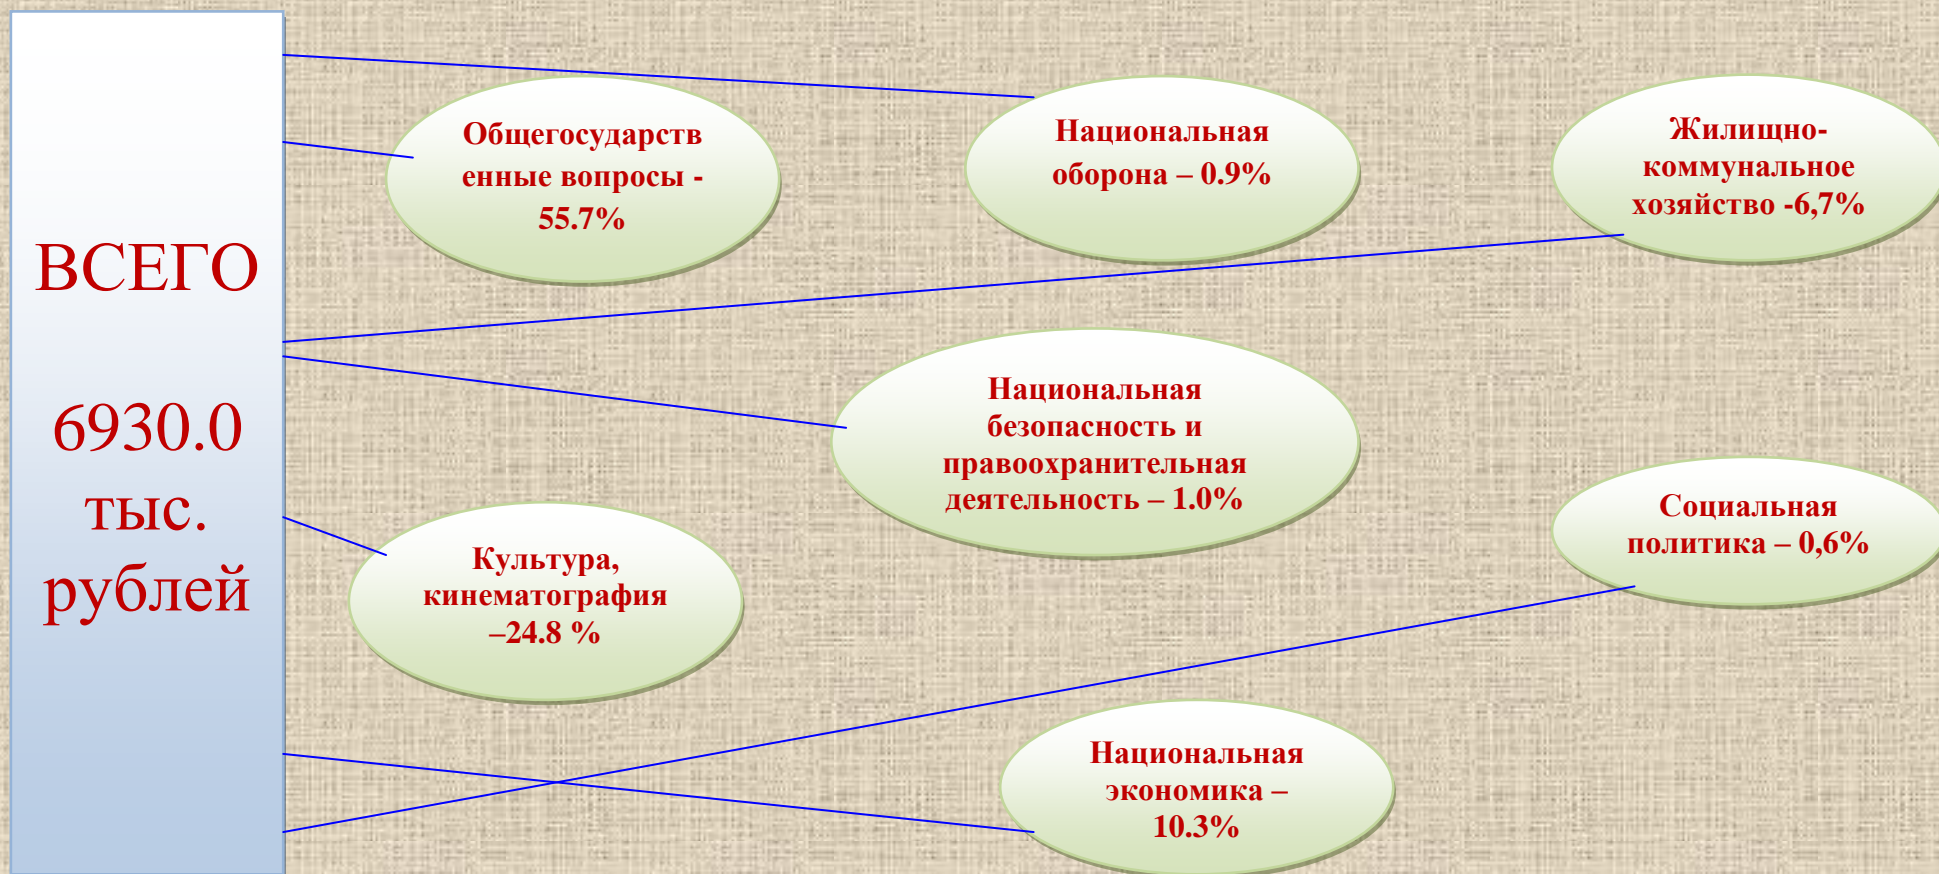 ВСЕГО
6930.0
тыс.
рублей
Общегосударств
енные вопросы -
55.7%
Национальная
оборона – 0.9%
Жилищно-
коммунальное
хозяйство -6,7%
Национальная
безопасность и
правоохранительная
деятельность – 1.0%
Социальная
политика – 0,6%
Культура,
кинематография
–24.8 %
Национальная
экономика –
10.3%